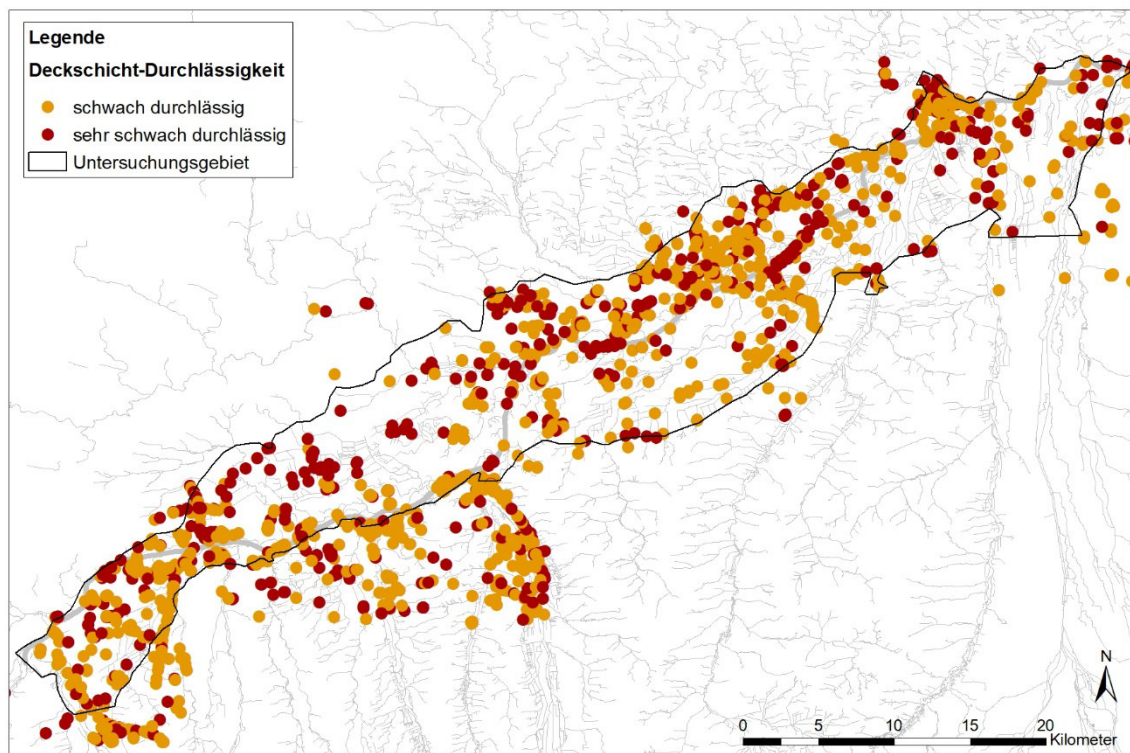 Legende
Deckschicht-Durchlässigkeit
schwach durchlässig
sehr schwach durchlässig
Untersuchungsgebiet
N
0 5 10 15 20
Kilometer